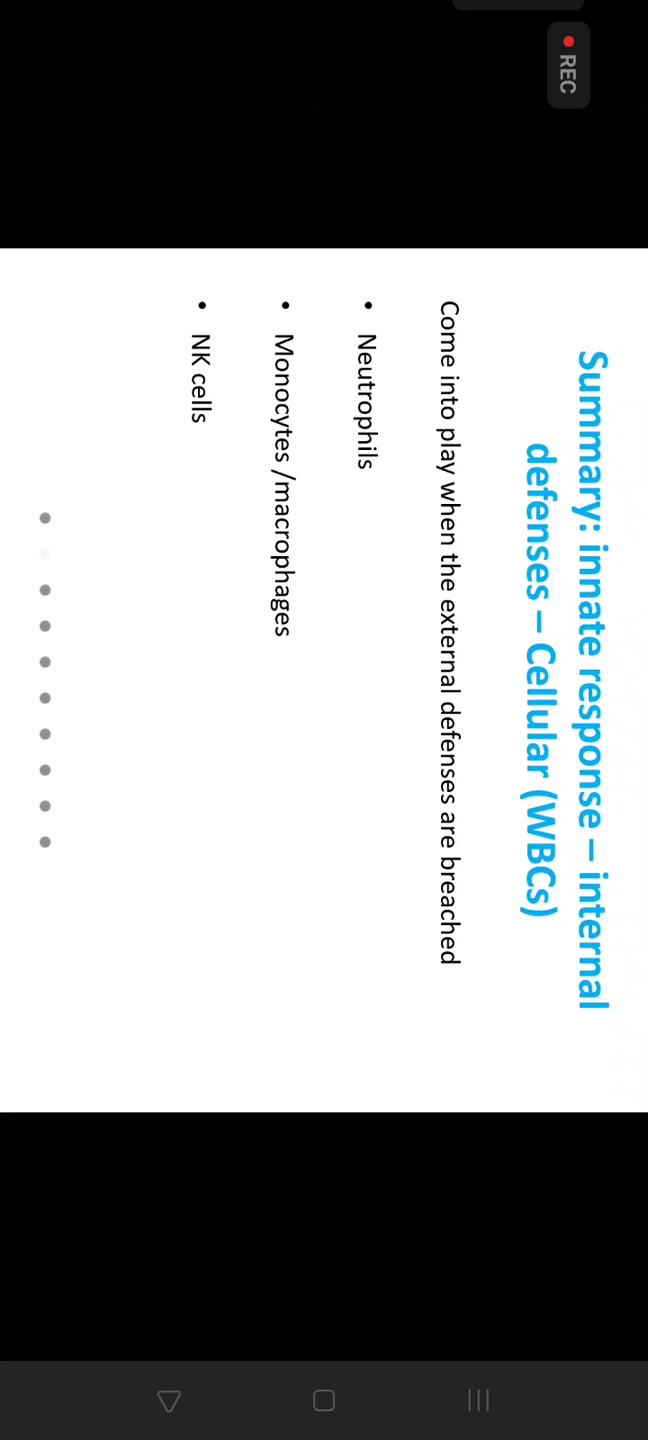 REC
Summary: innate response – internal
defenses – Cellular (WBCs)
Come into play when the external defenses are breached
• Neutrophils
• Monocytes /macrophages
• NK cells